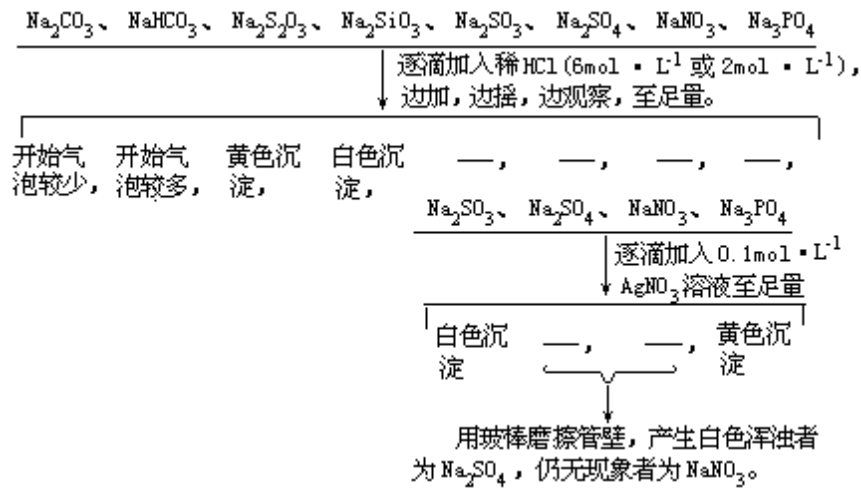 Na₂CO₃、 NaHCO₃、 Na₂S₂O₃、 Na₂SiO₃、 Na₂SO₃、 Na₂SO₄、 NaNO₃、 Na₃PO₄
逐滴加入稀HCl(6mol · L⁻¹ 或 2mol · L⁻¹),
边加, 边摇, 边观察, 至足量。
开始气 开始气 黄色沉 白色沉 —, —, —, —,
泡较少, 泡较多, 淀, 淀,
Na₂SO₃、 Na₂SO₄、 NaNO₃、 Na₃PO₄
逐滴加入0.1mol·L⁻¹
AgNO₃溶液至足量
白色沉 —, —, 黄色沉
淀 淀
用玻棒磨擦管壁, 产生白色浑浊者
为Na₂SO₄, 仍无现象者为NaNO₃。